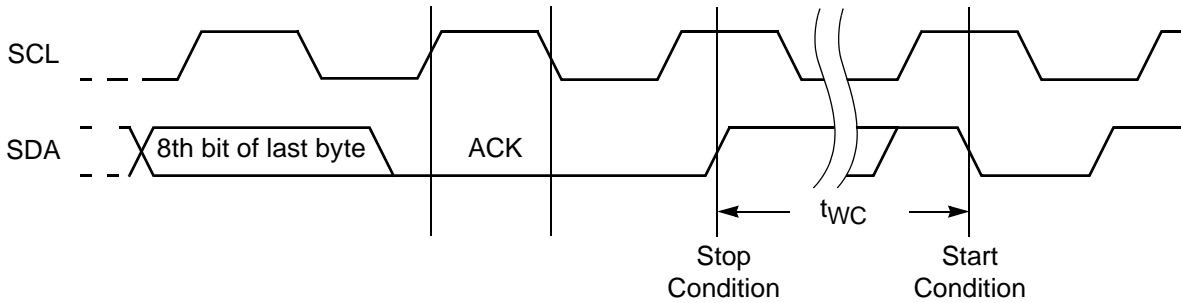 SCL
SDA
8th bit of last byte
ACK
tWC
Stop
Condition
Start
Condition